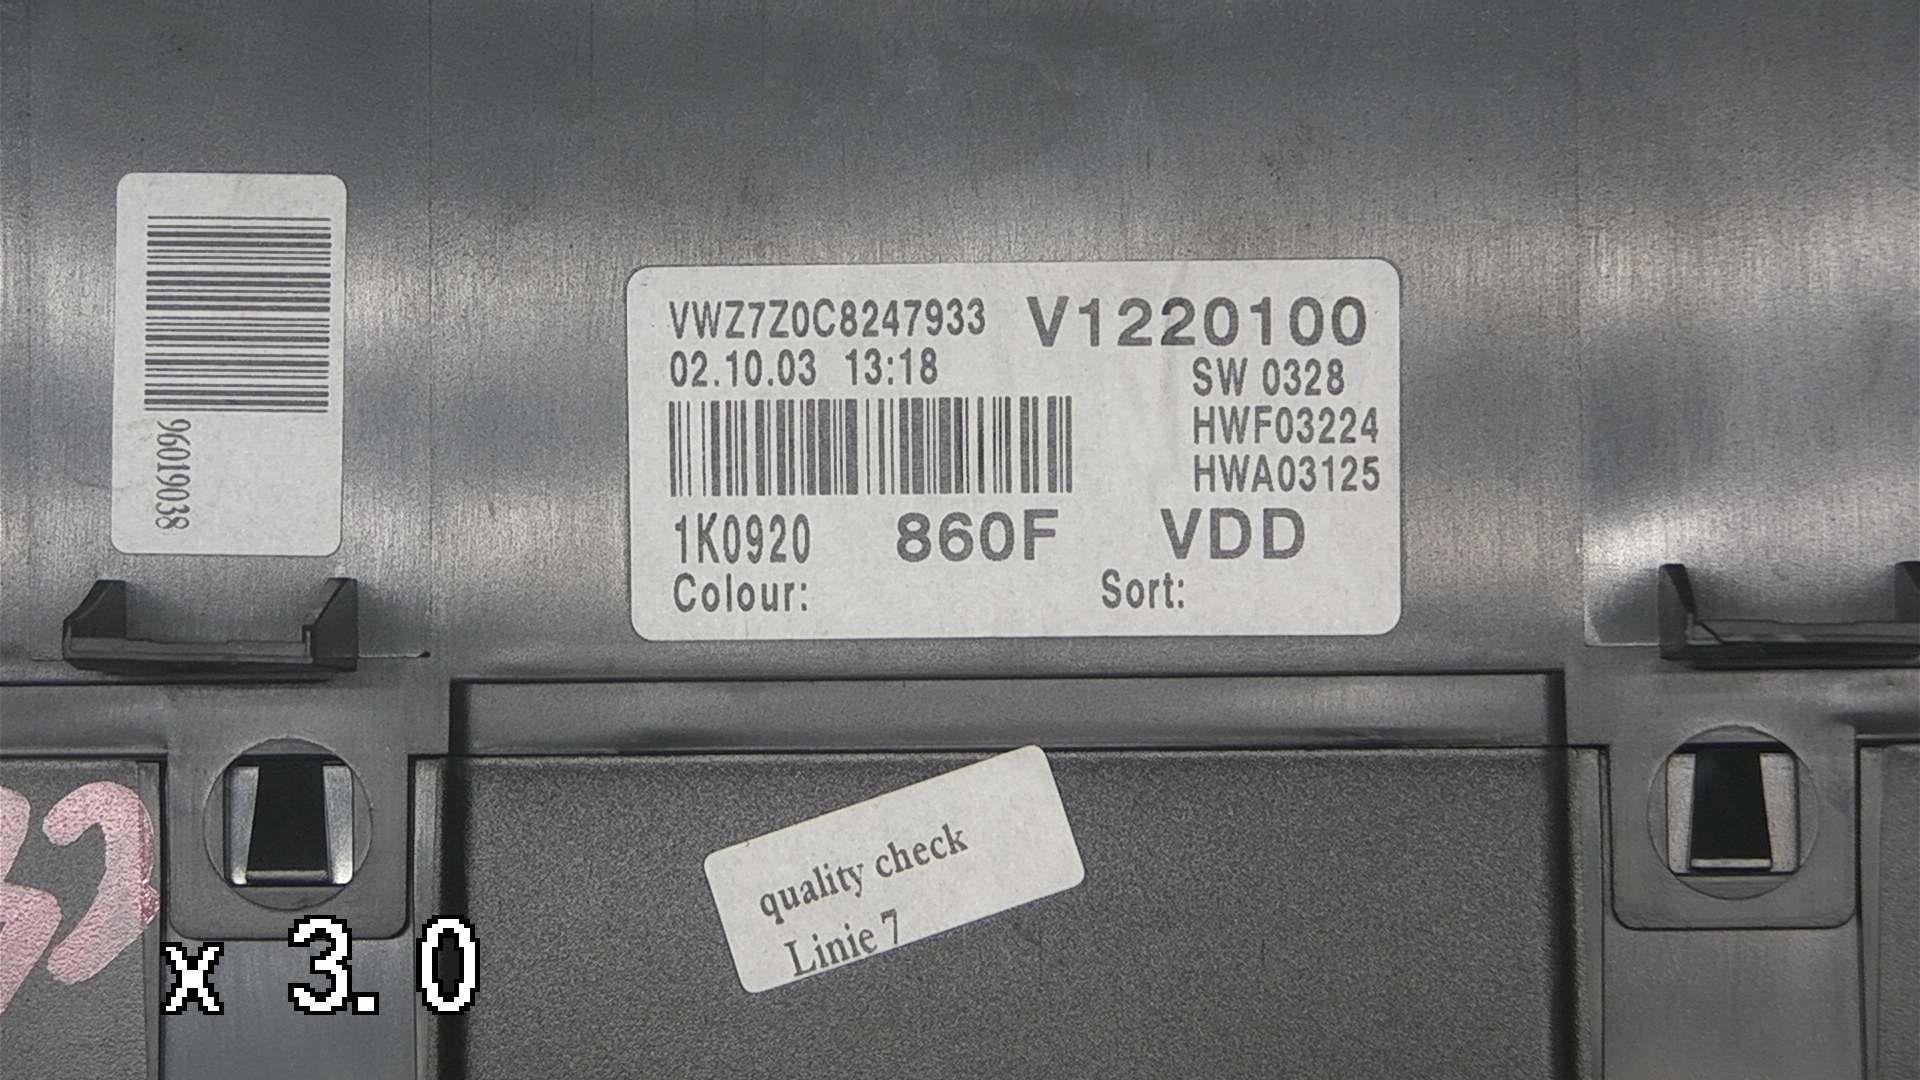 96019038
VWZ7Z0C8247933 V1220100
02.10.03 13:18 SW 0328
HWF03224
HWA03125
1K0920 860F VDD
Colour: Sort:
quality check
Linie 7
x 3.0